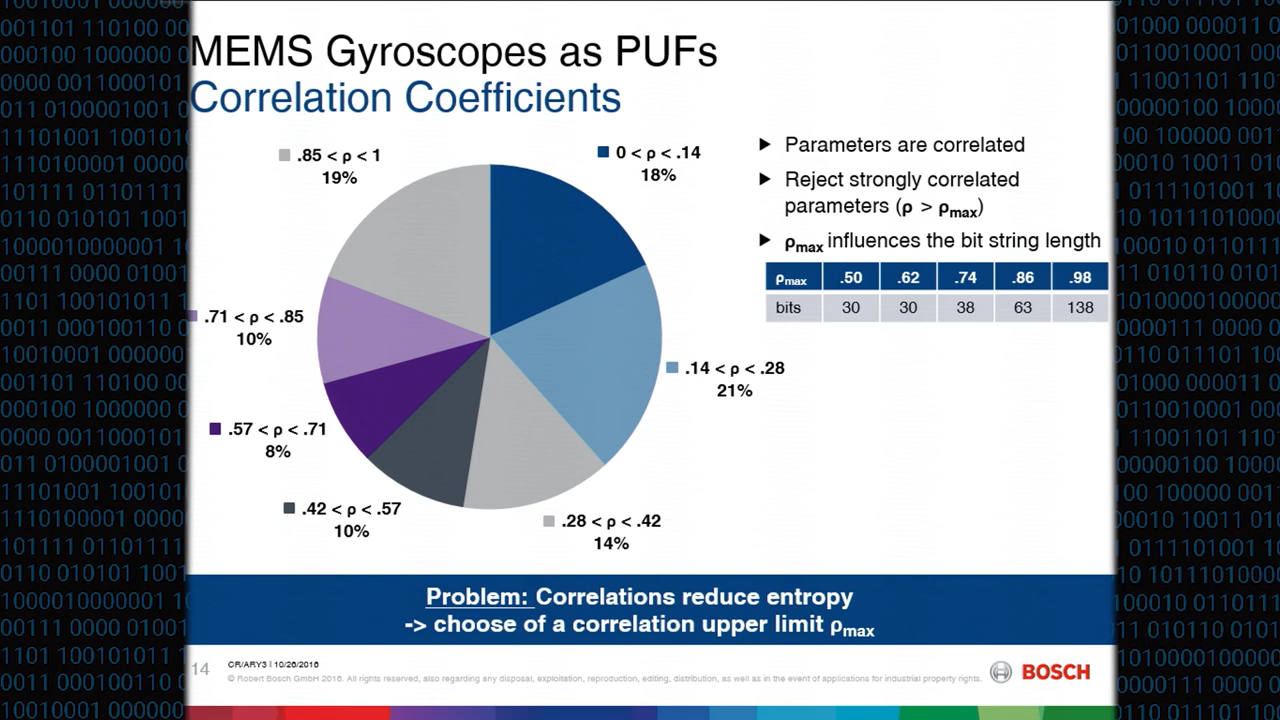 MEMS Gyroscopes as PUFs
Correlation Coefficients
.85 < ρ < 1
19%
0 < ρ < .14
18%
.71 < ρ < .85
10%
.14 < ρ < .28
21%
.57 < ρ < .71
8%
.42 < ρ < .57
10%
.28 < ρ < .42
14%
Parameters are correlated
Reject strongly correlated
parameters (ρ > ρmax)
ρmax influences the bit string length
ρmax .50 .62 .74 .86 .98
bits 30 30 38 63 138
Problem: Correlations reduce entropy
-> choose of a correlation upper limit ρmax
14
CR/ARY3 | 10/26/2016
© Robert Bosch GmbH 2016. All rights reserved, also regarding any disposal, exploitation, reproduction, editing, distribution, as well as in the event of applications for industrial property rights.
BOSCH